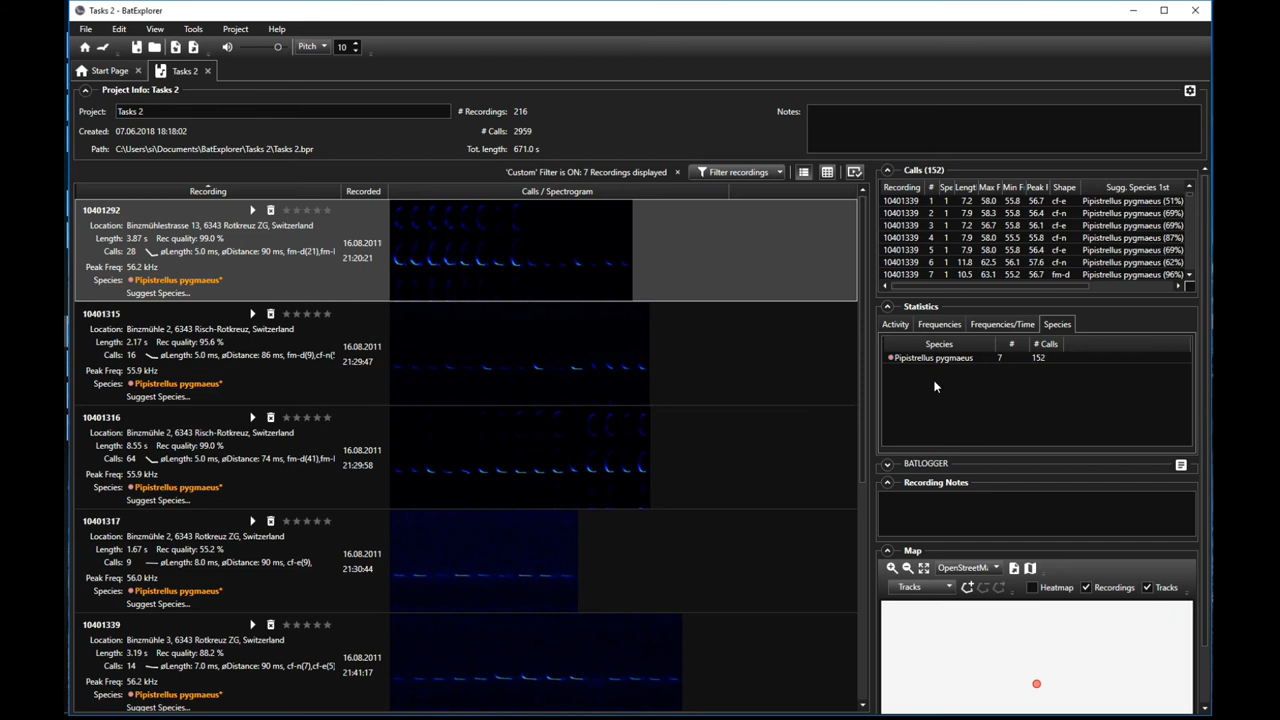 Tasks 2 - BatExplorer
File Edit View Tools Project Help
Pitch 10
Start Page Tasks 2
Project Info: Tasks 2
Project: Tasks 2 # Recordings: 216 Notes:
Created: 07.06.2018 18:18:02 # Calls: 2959
Path: C:\Users\si\Documents\BatExplorer\Tasks 2\Tasks 2.bpr Tot. length: 671.0 s
'Custom' Filter is ON: 7 Recordings displayed Filter recordings
Recording Recorded Calls / Spectrogram
10401292
Location: Binzmühlestrasse 13, 6343 Rotkreuz ZG, Switzerland
Length: 3.87 s Rec quality: 99.0 %
Calls: 28 øLength: 5.0 ms, øDistance: 90 ms, fm-d(21),fm-
Peak Freq: 56.2 kHz
Species: Pipistrellus pygmaeus*
Suggest Species...
16.08.2011
21:20:21
10401315
Location: Binzmühle 2, 6343 Risch-Rotkreuz, Switzerland
Length: 2.17 s Rec quality: 95.6 %
Calls: 16 øLength: 5.0 ms, øDistance: 86 ms, fm-d(9),cf-n(
Peak Freq: 55.9 kHz
Species: Pipistrellus pygmaeus*
Suggest Species...
16.08.2011
21:29:47
10401316
Location: Binzmühle 2, 6343 Risch-Rotkreuz, Switzerland
Length: 8.55 s Rec quality: 99.0 %
Calls: 64 øLength: 5.0 ms, øDistance: 74 ms, fm-d(41),fm-
Peak Freq: 55.9 kHz
Species: Pipistrellus pygmaeus*
Suggest Species...
16.08.2011
21:29:58
10401317
Location: Binzmühle 2, 6343 Rotkreuz ZG, Switzerland
Length: 1.67 s Rec quality: 55.2 %
Calls: 9 øLength: 8.0 ms, øDistance: 90 ms, cf-e(9),
Peak Freq: 56.0 kHz
Species: Pipistrellus pygmaeus*
Suggest Species...
16.08.2011
21:30:44
10401339
Location: Binzmühle 3, 6343 Rotkreuz ZG, Switzerland
Length: 3.19 s Rec quality: 88.2 %
Calls: 14 øLength: 7.0 ms, øDistance: 90 ms, cf-n(7),cf-e(5)
Peak Freq: 56.2 kHz
Species: Pipistrellus pygmaeus*
16.08.2011
21:41:17
Calls (152)
Recording # Spe Lengt Max F Min F Peak F Shape Sugg. Species 1st
10401339 1 1 7.2 58.0 55.8 56.7 cf-e Pipistrellus pygmaeus (51%)
10401339 2 1 7.9 58.3 55.8 56.4 cf-n Pipistrellus pygmaeus (69%)
10401339 3 1 7.2 56.7 56.1 56.7 cf-e Pipistrellus pygmaeus (69%)
10401339 4 1 7.9 58.0 55.5 55.8 cf-n Pipistrellus pygmaeus (87%)
10401339 5 1 7.2 58.0 55.8 56.4 cf-n Pipistrellus pygmaeus (69%)
10401339 6 1 11.8 62.5 56.1 57.6 cf-n Pipistrellus pygmaeus (62%)
10401339 7 1 10.5 63.1 55.2 56.7 fm-d Pipistrellus pygmaeus (96%)
Statistics
Activity Frequencies Frequencies/Time Species
Species # # Calls
Pipistrellus pygmaeus 7 152
BATLOGGER
Recording Notes
Map
OpenStreetM
Tracks Heatmap Recordings Tracks